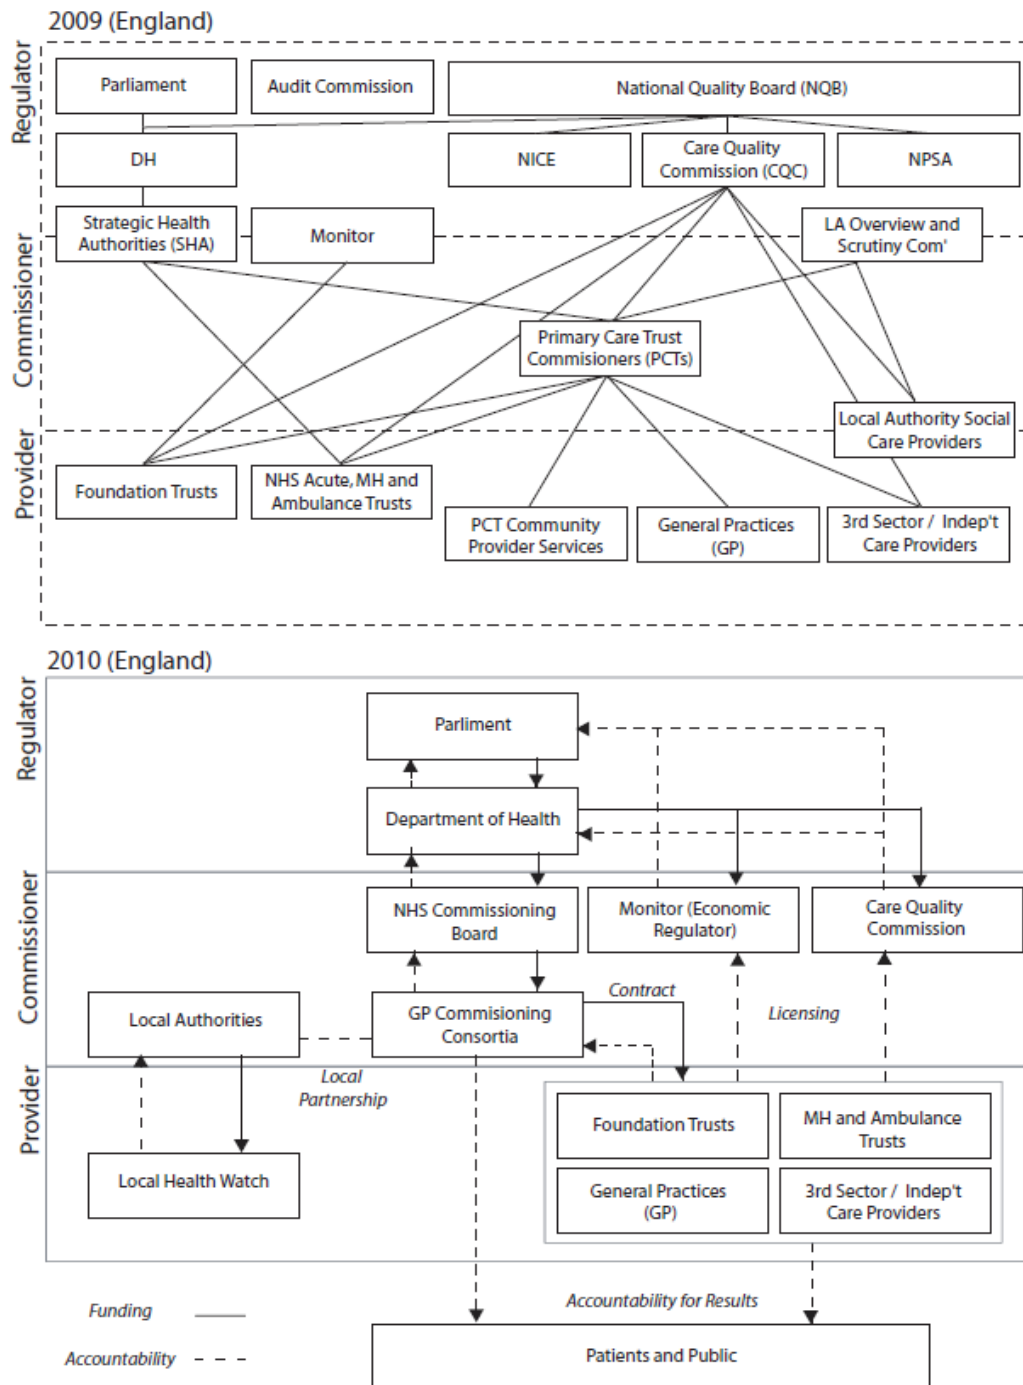 2009 (England)
Regulator
Parliament
Audit Commission
National Quality Board (NQB)
DH
NICE
Care Quality
Commission (CQC)
NPSA
Strategic Health
Authorities (SHA)
Monitor
LA Overview and
Scrutiny Com'
Commissioner
Primary Care Trust
Commisioners (PCTs)
Local Authority Social
Care Providers
Provider
Foundation Trusts
NHS Acute, MH and
Ambulance Trusts
PCT Community
Provider Services
General Practices
(GP)
3rd Sector / Indep't
Care Providers
2010 (England)
Regulator
Parliment
Department of Health
Commissioner
NHS Commissioning
Board
Monitor (Economic
Regulator)
Care Quality
Commission
Local Authorities
GP Commisioning
Consortia
Contract
Licensing
Provider
Local
Partnership
Foundation Trusts
MH and Ambulance
Trusts
Local Health Watch
General Practices
(GP)
3rd Sector / Indep't
Care Providers
Funding
Accountability for Results
Accountability
Patients and Public